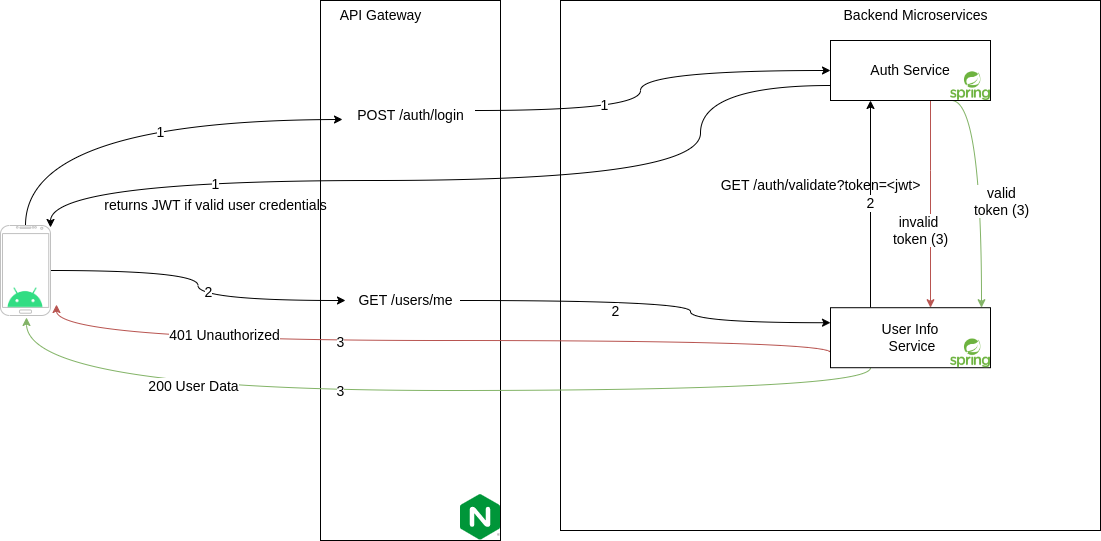 API Gateway
Backend Microservices
Auth Service
spring
POST /auth/login
1
1
1
returns JWT if valid user credentials
GET /auth/validate?token=<jwt>
2
valid
token (3)
invalid
token (3)
2
GET /users/me
2
401 Unauthorized
3
User Info
Service
spring
200 User Data
3
N